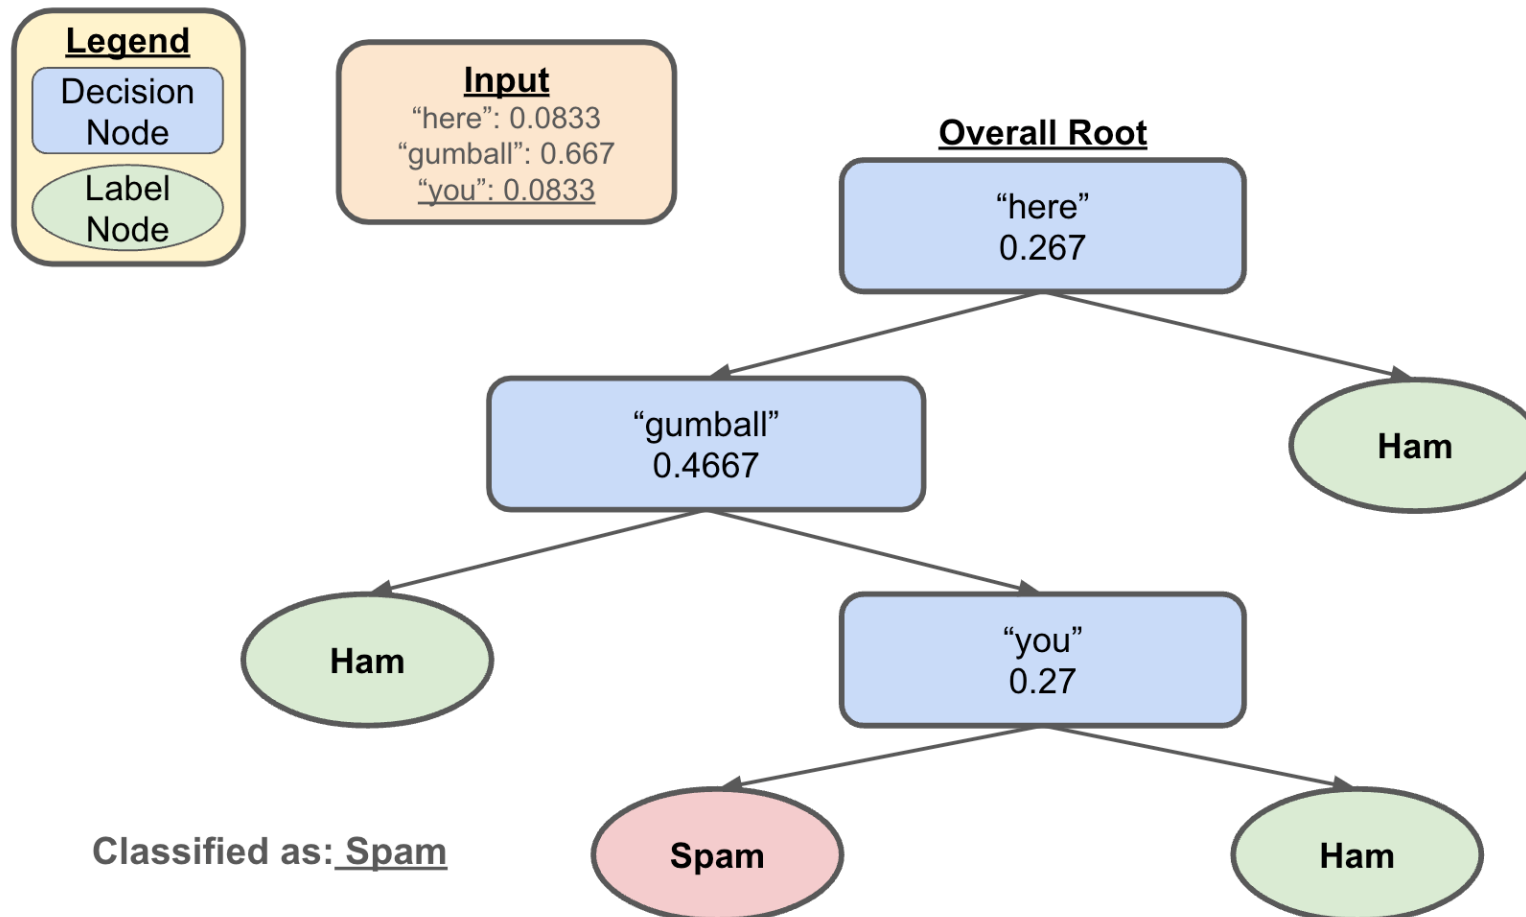 Legend
Decision
Node
Label
Node
Input
“here”: 0.0833
“gumball”: 0.667
“you”: 0.0833
Overall Root
“here”
0.267
“gumball”
0.4667
Ham
Ham
“you”
0.27
Spam
Ham
Classified as: Spam